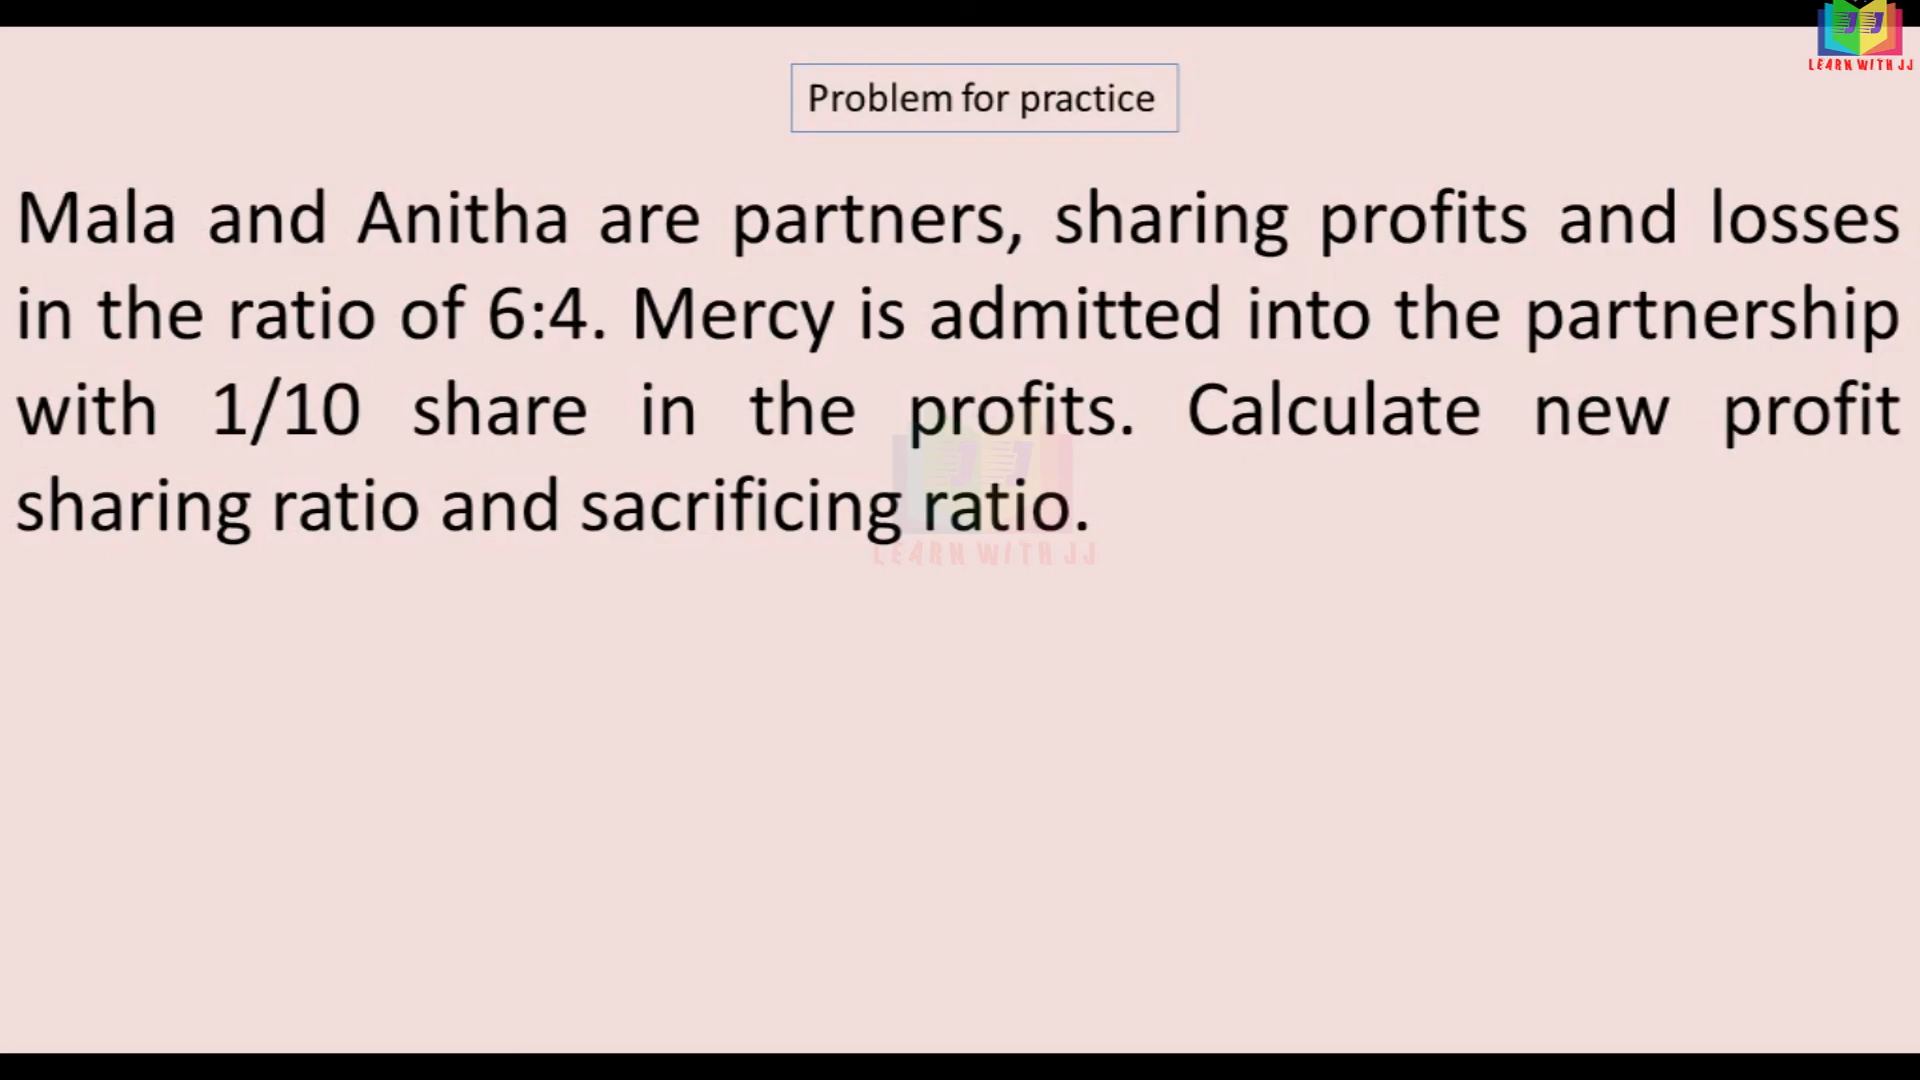 LEARN WITH JJ
Problem for practice
Mala and Anitha are partners, sharing profits and losses
in the ratio of 6:4. Mercy is admitted into the partnership
with 1/10 share in the profits. Calculate new profit
sharing ratio and sacrificing ratio.
LEARN WITH JJ